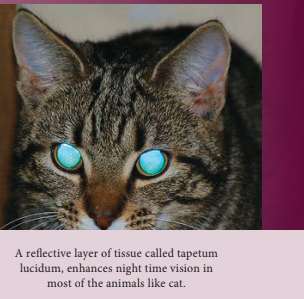 A reflective layer of tissue called tapetum
lucidum, enhances night time vision in
most of the animals like cat.